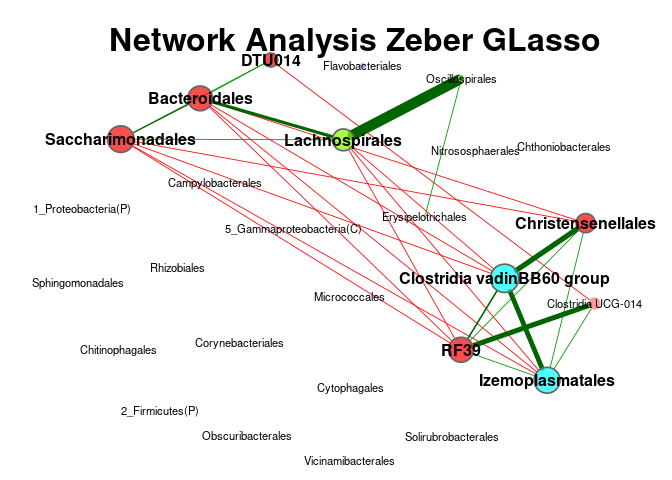 Network Analysis Zeber GLasso
DTU014
Flavobacteriales
Oscillospirales
Bacteroidales
Saccharimonadales
Lachnospirales
Nitrososphaerales
Chthoniobacterales
Campylobacterales
1_Proteobacteria(P)
Erysipelotrichales
5_Gammaproteobacteria(C)
Christensenellales
Rhizobiales
Sphingomonadales
Clostridia vadinBB60 group
Micrococcales
Clostridia UCG-014
Corynebacteriales
Chitinophagales
RF39
Izemoplasmatales
Cytophagales
2_Firmicutes(P)
Obscuribacterales
Solirubrobacterales
Vicinamibacterales